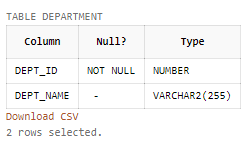 TABLE DEPARTMENT
Column Null? Type
DEPT_ID NOT NULL NUMBER
DEPT_NAME - VARCHAR2(255)
Download CSV
2 rows selected.